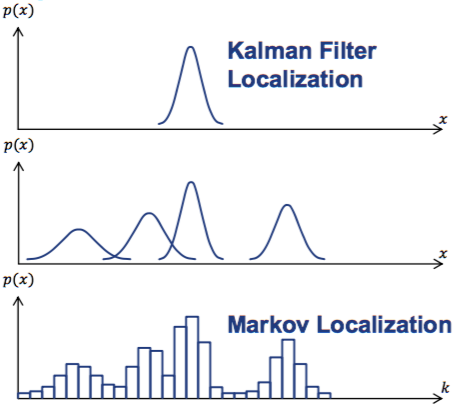 p(x)
Kalman Filter
Localization
x
p(x)
x
p(x)
Markov Localization
k